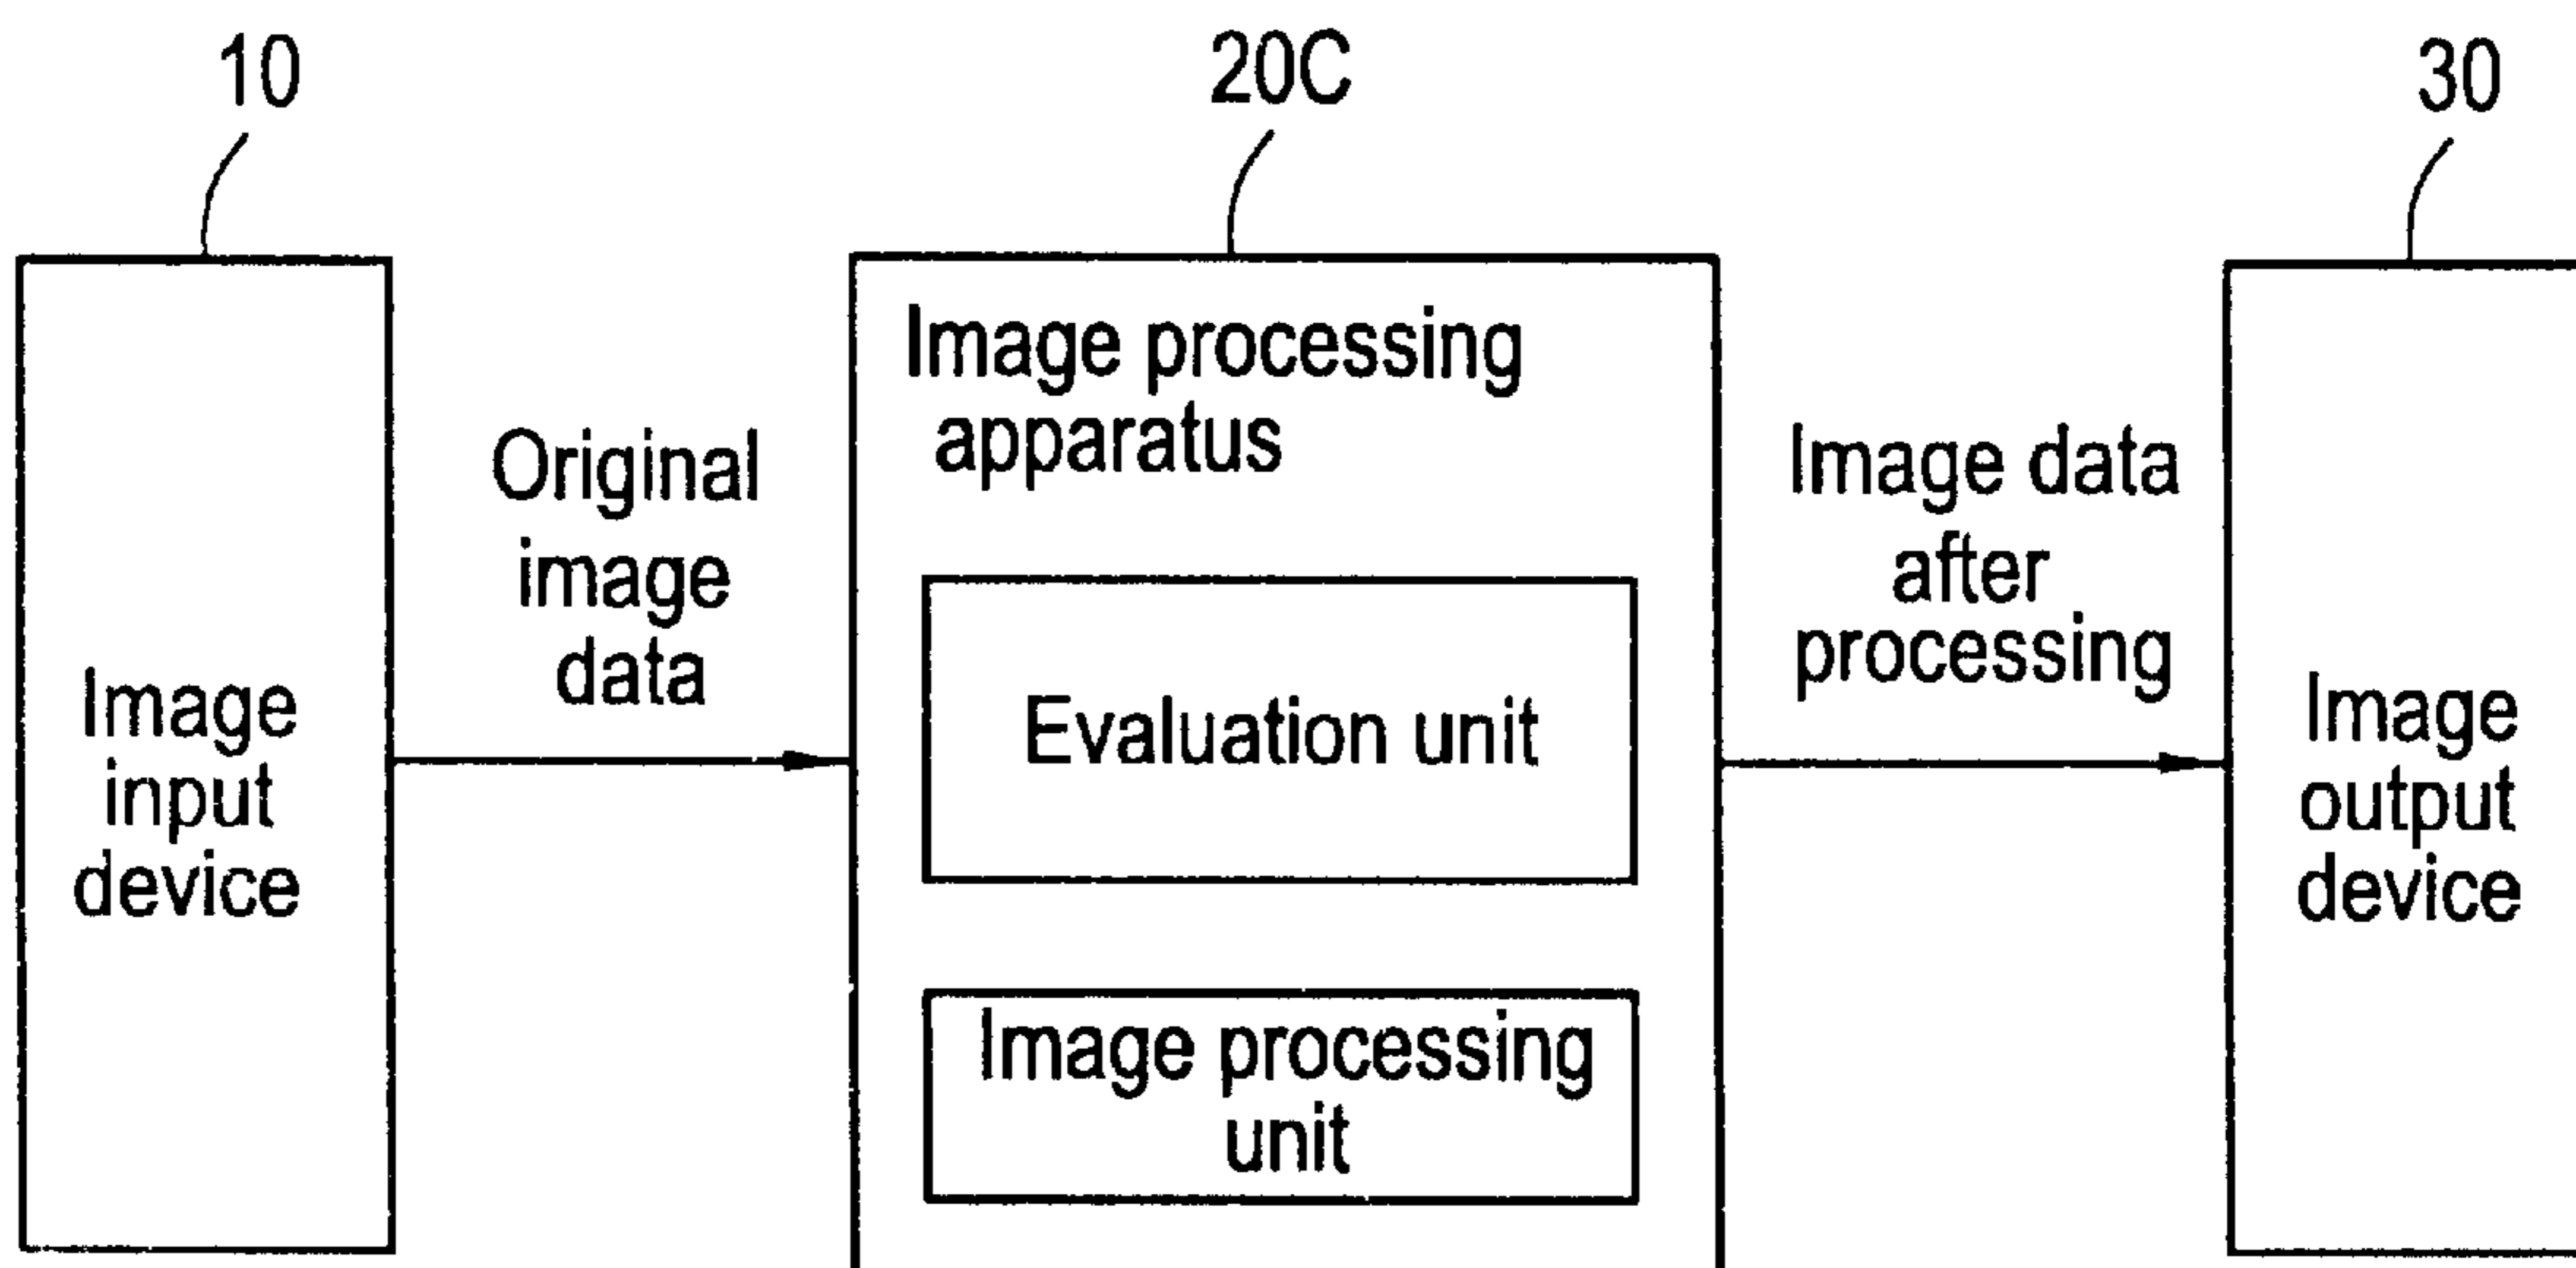 10
20C
30
Image
input
device
Original
image
data
Image processing
apparatus
Evaluation unit
Image processing
unit
Image data
after
processing
Image
output
device